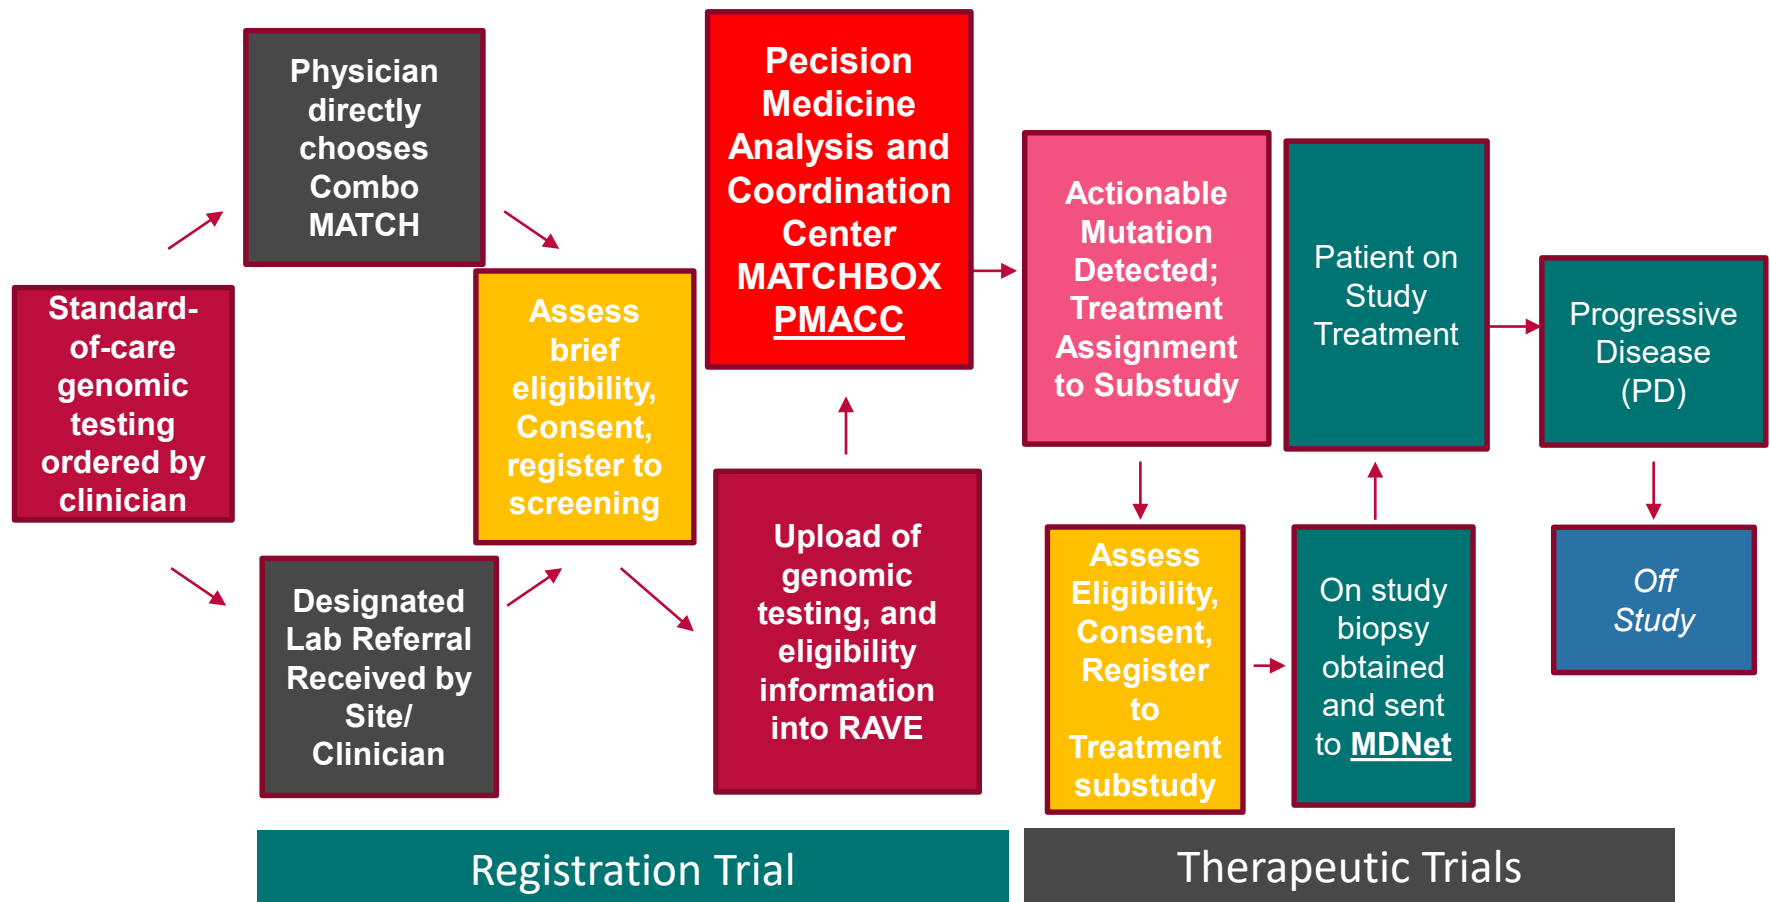 Standard-
of-care
genomic
testing
ordered by
clinician
Physician
directly
chooses
Combo
MATCH
Designated
Lab Referral
Received by
Site/
Clinician
Assess
brief
eligibility,
Consent,
register to
screening
Upload of
genomic
testing, and
eligibility
information
into RAVE
Pecision
Medicine
Analysis and
Coordination
Center
MATCHBOX
PMACC
Actionable
Mutation
Detected;
Treatment
Assignment
to Substudy
Assess
Eligibility,
Consent,
Register
to
Treatment
substudy
On study
biopsy
obtained
and sent
to MDNet
Patient on
Study
Treatment
Progressive
Disease
(PD)
Off
Study
Registration Trial
Therapeutic Trials